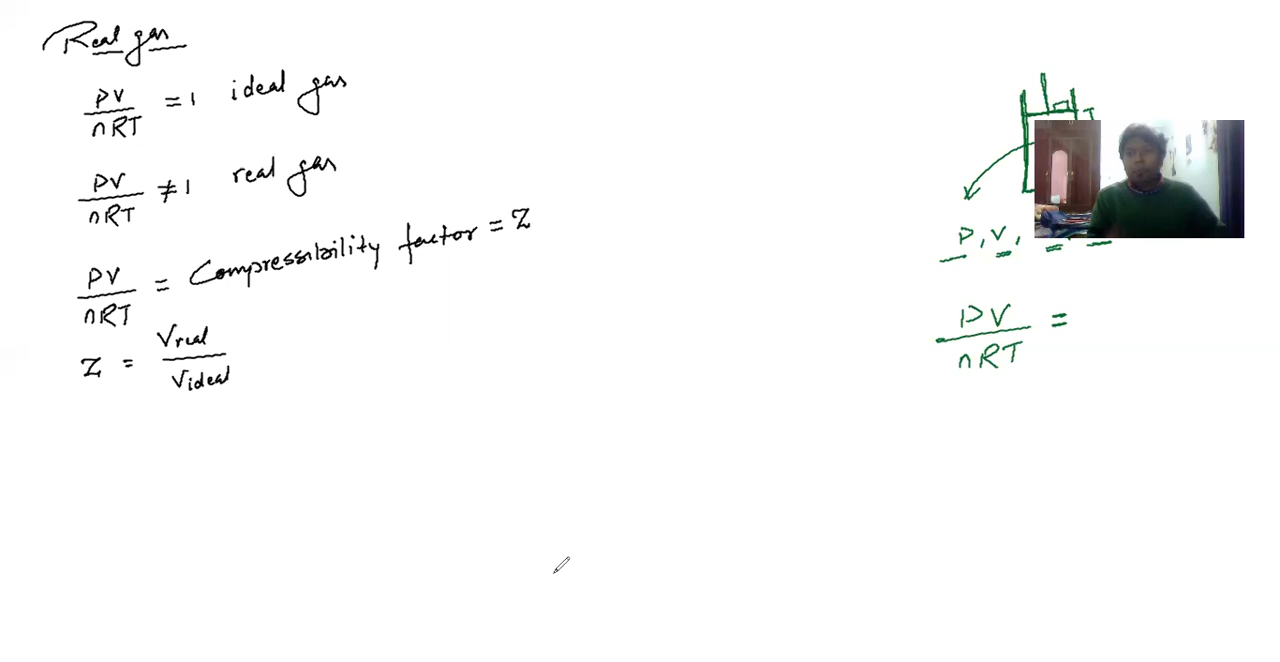 Real gas
PV/nRT = 1 ideal gas
PV/nRT ≠ 1 real gas
PV/nRT = Compressibility factor = Z
Z = Vreal/Videal
P, V,
PV/nRT =